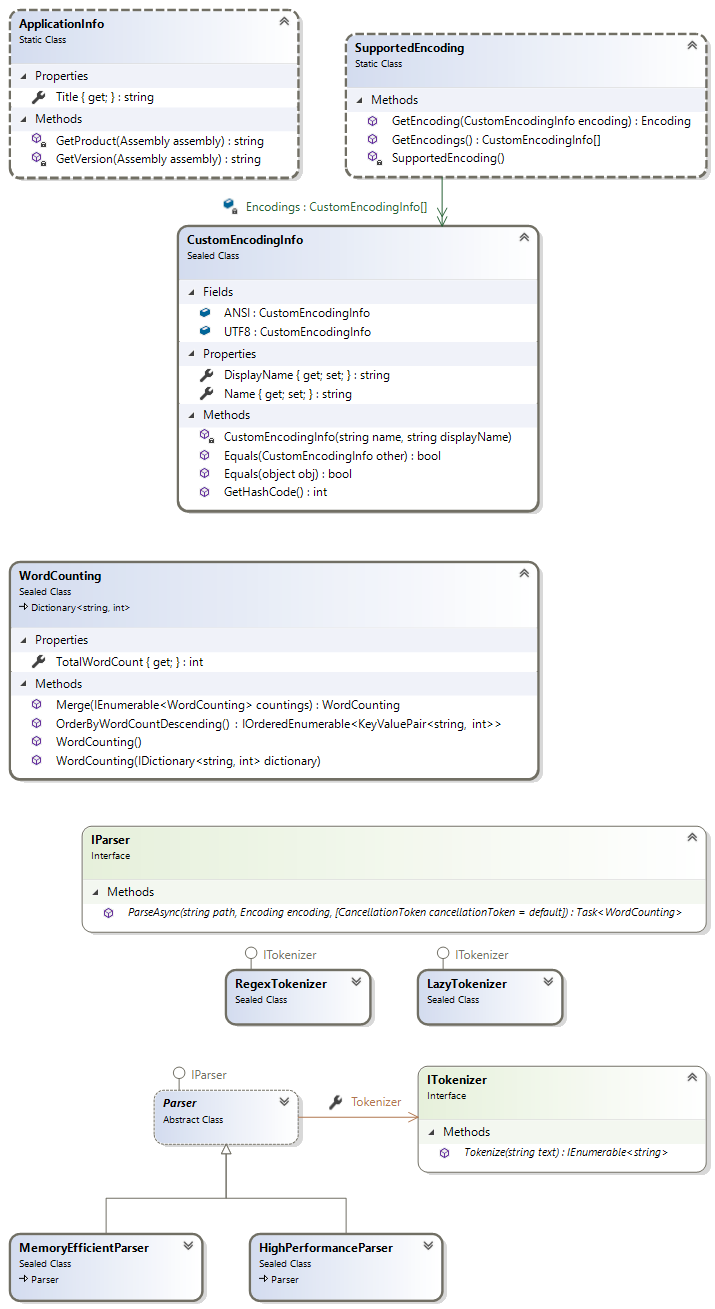 ApplicationInfo
Static Class
Properties
Title { get; } : string
Methods
GetProduct(Assembly assembly) : string
GetVersion(Assembly assembly) : string
SupportedEncoding
Static Class
Methods
GetEncoding(CustomEncodingInfo encoding) : Encoding
GetEncodings() : CustomEncodingInfo[]
SupportedEncoding()
Encodings : CustomEncodingInfo[]
CustomEncodingInfo
Sealed Class
Fields
ANSI : CustomEncodingInfo
UTF8 : CustomEncodingInfo
Properties
DisplayName { get; set; } : string
Name { get; set; } : string
Methods
CustomEncodingInfo(string name, string displayName)
Equals(CustomEncodingInfo other) : bool
Equals(object obj) : bool
GetHashCode() : int
WordCounting
Sealed Class
Dictionary<string, int>
Properties
TotalWordCount { get; } : int
Methods
Merge(IEnumerable<WordCounting> countings) : WordCounting
OrderByWordCountDescending() : IOrderedEnumerable<KeyValuePair<string, int>>
WordCounting()
WordCounting(IDictionary<string, int> dictionary)
IParser
Interface
Methods
ParseAsync(string path, Encoding encoding, [CancellationToken cancellationToken = default]) : Task<WordCounting>
ITokenizer
RegexTokenizer
Sealed Class
ITokenizer
LazyTokenizer
Sealed Class
IParser
Parser
Abstract Class
Tokenizer
ITokenizer
Interface
Methods
Tokenize(string text) : IEnumerable<string>
MemoryEfficientParser
Sealed Class
Parser
HighPerformanceParser
Sealed Class
Parser